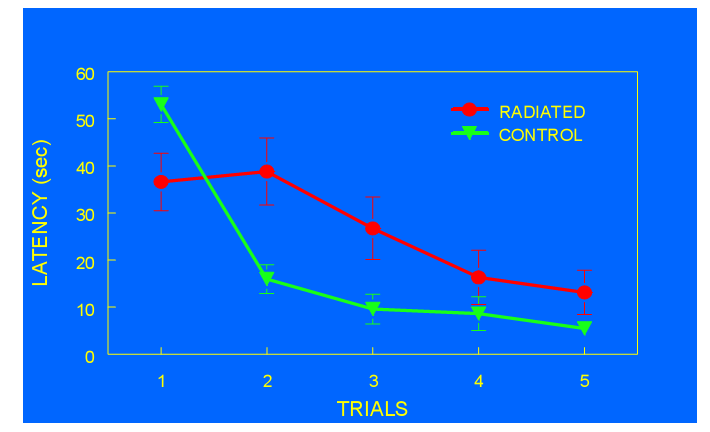 60
50
40
30
20
10
0
LATENCY (sec)
RADIATED
CONTROL
1 2 3 4 5
TRIALS